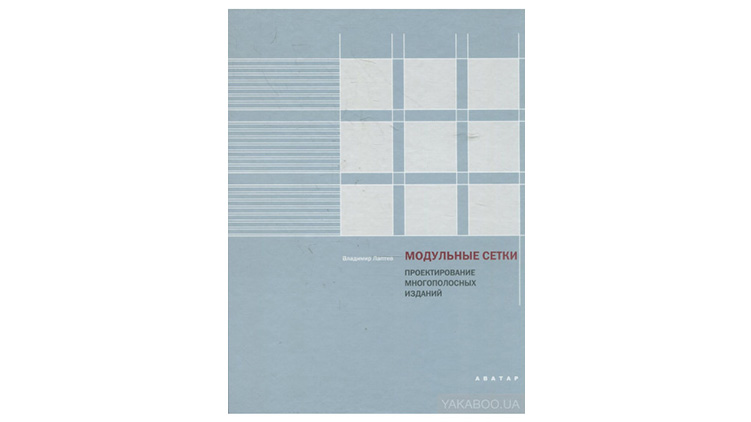 Владимир Лаптев
МОДУЛЬНЫЕ СЕТКИ
ПРОЕКТИРОВАНИЕ
МНОГОПОЛОСНЫХ
ИЗДАНИЙ
АВАТАР
YAKABOO.UA